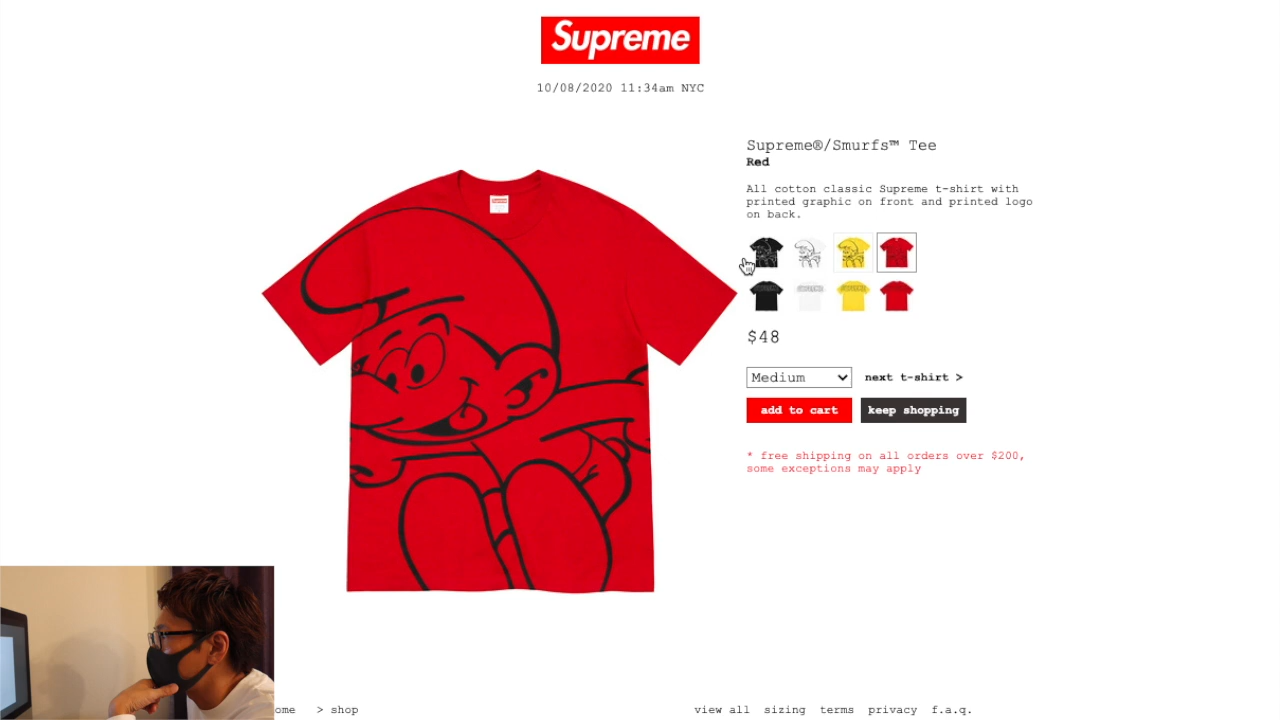 Supreme
10/08/2020 11:34am NYC
Supreme®/Smurfs™ Tee
Red
All cotton classic Supreme t-shirt with
printed graphic on front and printed logo
on back.
$48
Medium
next t-shirt >
add to cart
keep shopping
* free shipping on all orders over $200,
some exceptions may apply
ome > shop
view all sizing terms privacy f.a.q.